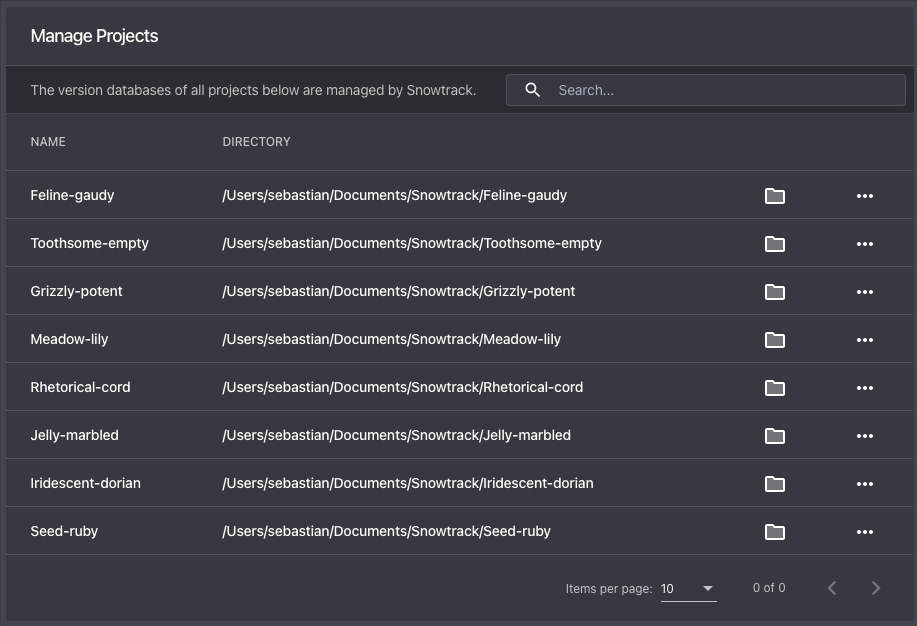 Manage Projects
The version databases of all projects below are managed by Snowtrack. Search...
NAME DIRECTORY
Feline-gaudy /Users/sebastian/Documents/Snowtrack/Feline-gaudy
Toothsome-empty /Users/sebastian/Documents/Snowtrack/Toothsome-empty
Grizzly-potent /Users/sebastian/Documents/Snowtrack/Grizzly-potent
Meadow-lily /Users/sebastian/Documents/Snowtrack/Meadow-lily
Rhetorical-cord /Users/sebastian/Documents/Snowtrack/Rhetorical-cord
Jelly-marbled /Users/sebastian/Documents/Snowtrack/Jelly-marbled
Iridescent-dorian /Users/sebastian/Documents/Snowtrack/Iridescent-dorian
Seed-ruby /Users/sebastian/Documents/Snowtrack/Seed-ruby
Items per page: 10 0 of 0